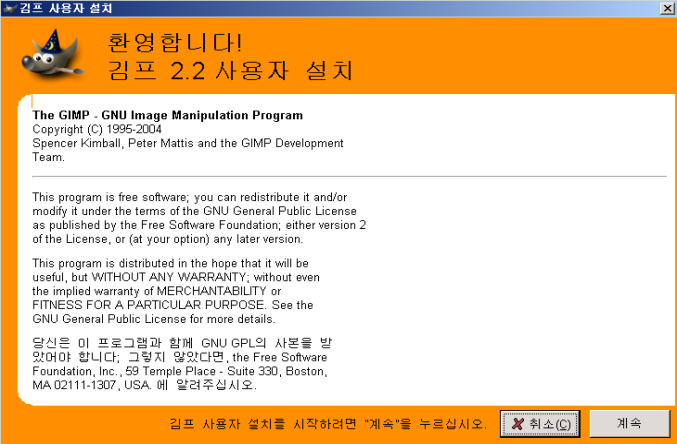 김프 사용자 설치
환영합니다!
김프 2.2 사용자 설치
The GIMP - GNU Image Manipulation Program
Copyright (C) 1995-2004
Spencer Kimball, Peter Mattis and the GIMP Development
Team.
This program is free software; you can redistribute it and/or
modify it under the terms of the GNU General Public License
as published by the Free Software Foundation; either version 2
of the License, or (at your option) any later version.
This program is distributed in the hope that it will be
useful, but WITHOUT ANY WARRANTY; without even
the implied warranty of MERCHANTABILITY or
FITNESS FOR A PARTICULAR PURPOSE. See the
GNU General Public License for more details.
당신은 이 프로그램과 함께 GNU GPL의 사본을 받
았어야 합니다; 그렇지 않았다면, the Free Software
Foundation, Inc., 59 Temple Place - Suite 330, Boston,
MA 02111-1307, USA. 에 알려주십시오.
김프 사용자 설치를 시작하려면 "계속"을 누르십시오.
취소(C)
계속